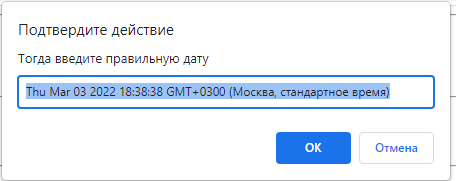 Подтвердите действие
Тогда введите правильную дату
Thu Mar 03 2022 18:38:38 GMT+0300 (Москва, стандартное время)
ОК
Отмена